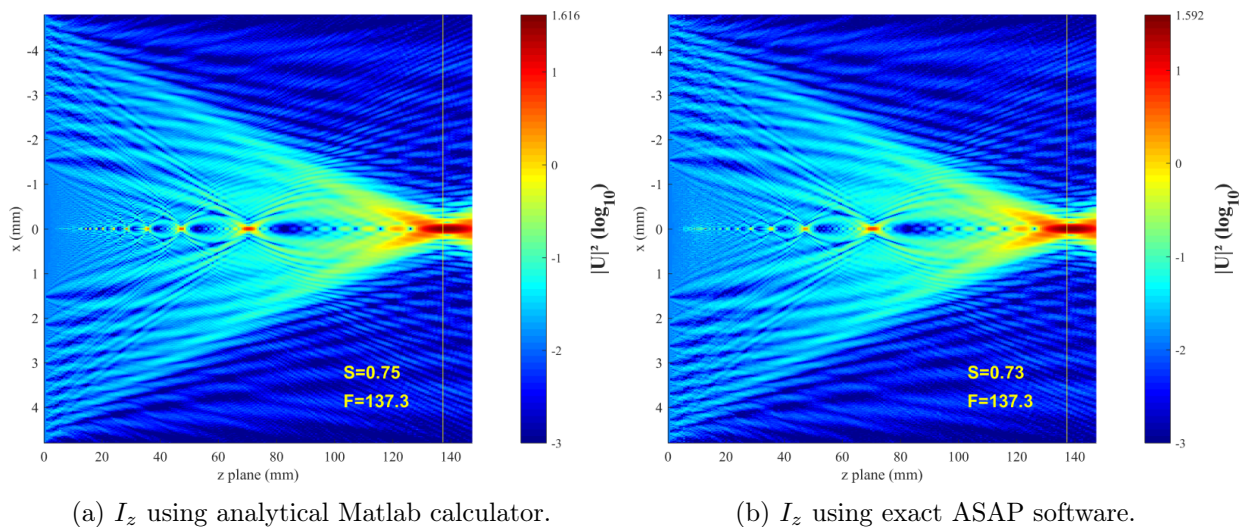 1.616
-4
-3
-2
-1
0
1
2
3
4
x (mm)
0 20 40 60 80 100 120 140
z plane (mm)
S=0.75
F=137.3
1
0
-1
-2
-3
|U|² (log10)
(a) Iz using analytical Matlab calculator.
1.592
-4
-3
-2
-1
0
1
2
3
4
x (mm)
0 20 40 60 80 100 120 140
z plane (mm)
S=0.73
F=137.3
1
0
-1
-2
-3
|U|² (log10)
(b) Iz using exact ASAP software.